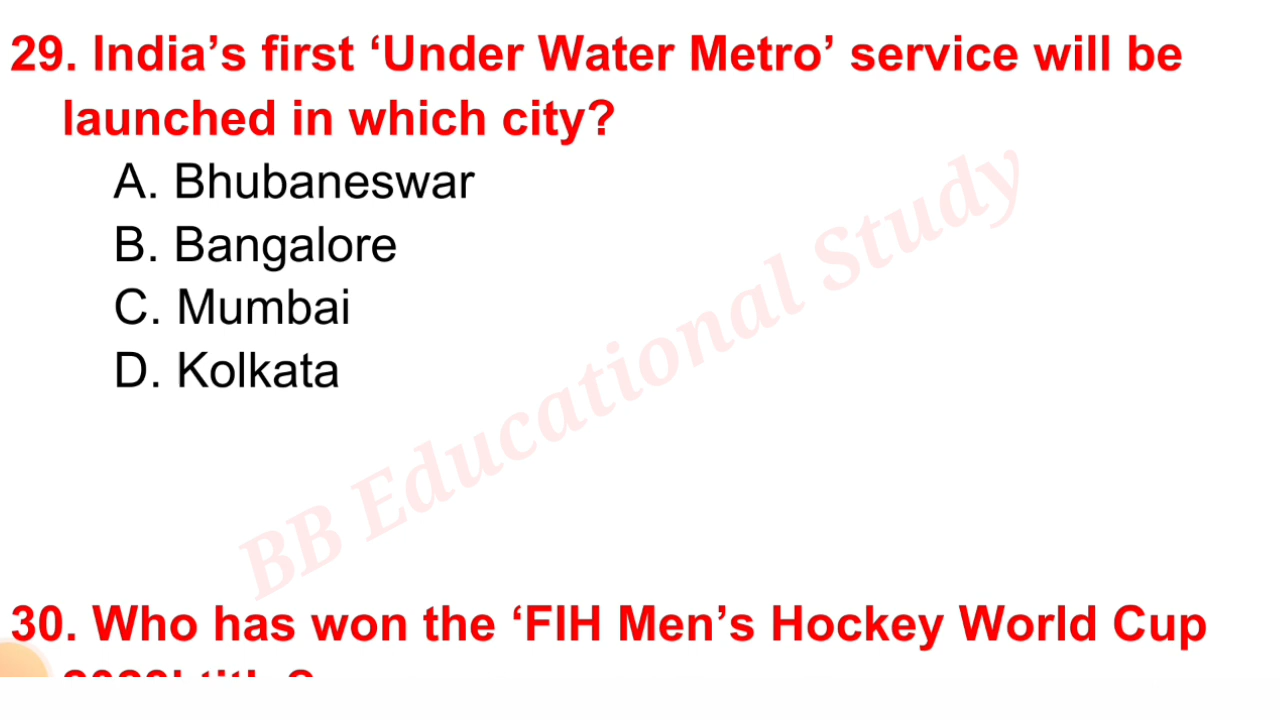 29. India’s first ‘Under Water Metro’ service will be
launched in which city?
A. Bhubaneswar
B. Bangalore
C. Mumbai
D. Kolkata
BB Educational Study
30. Who has won the ‘FIH Men’s Hockey World Cup